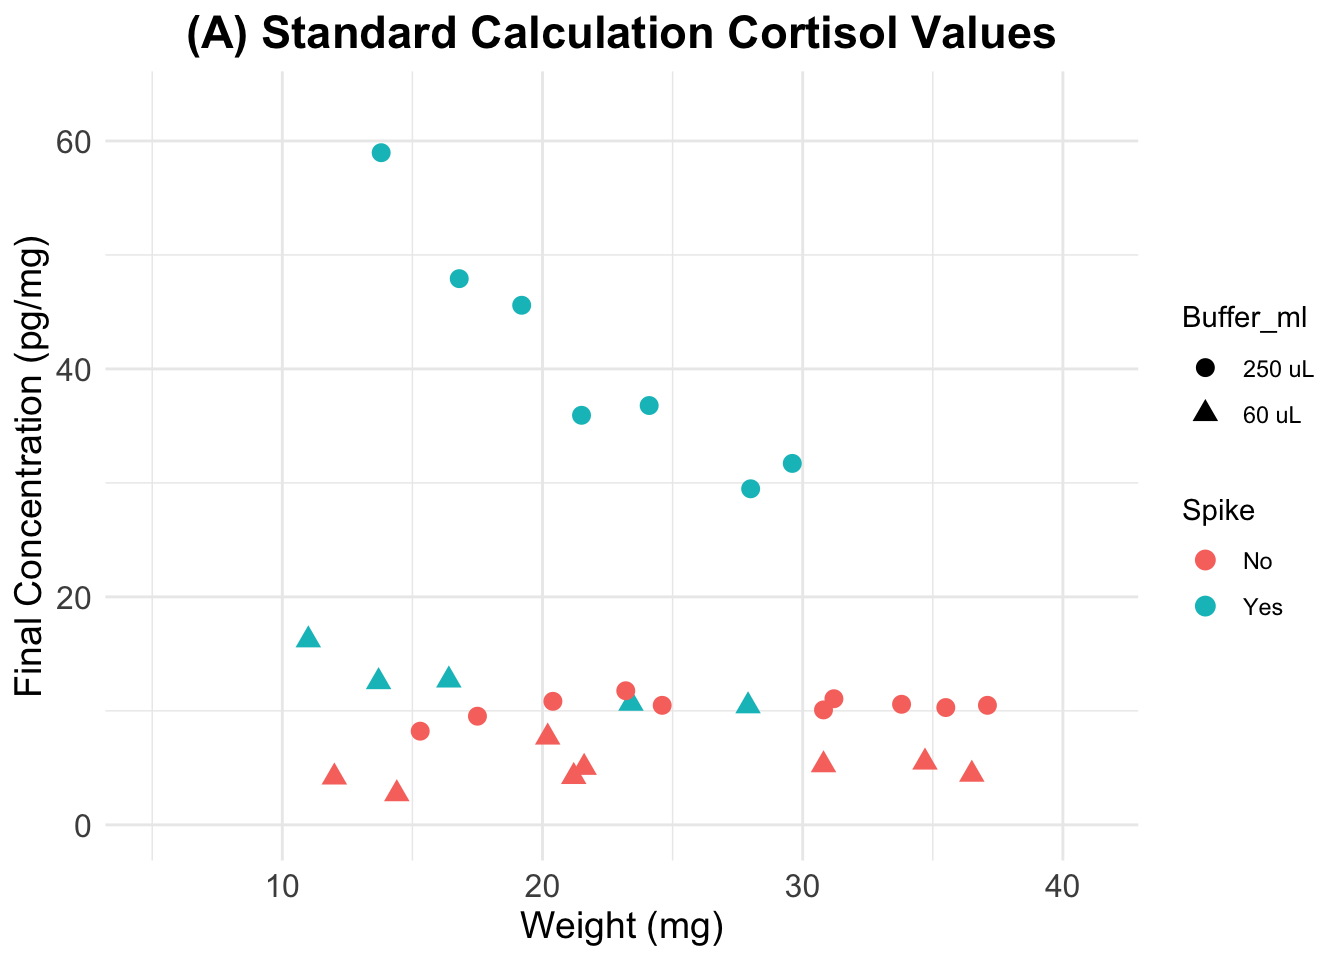 (A) Standard Calculation Cortisol Values
Final Concentration (pg/mg)
60
40
20
0
10 20 30 40
Weight (mg)
Buffer_ml
250 uL
60 uL
Spike
No
Yes